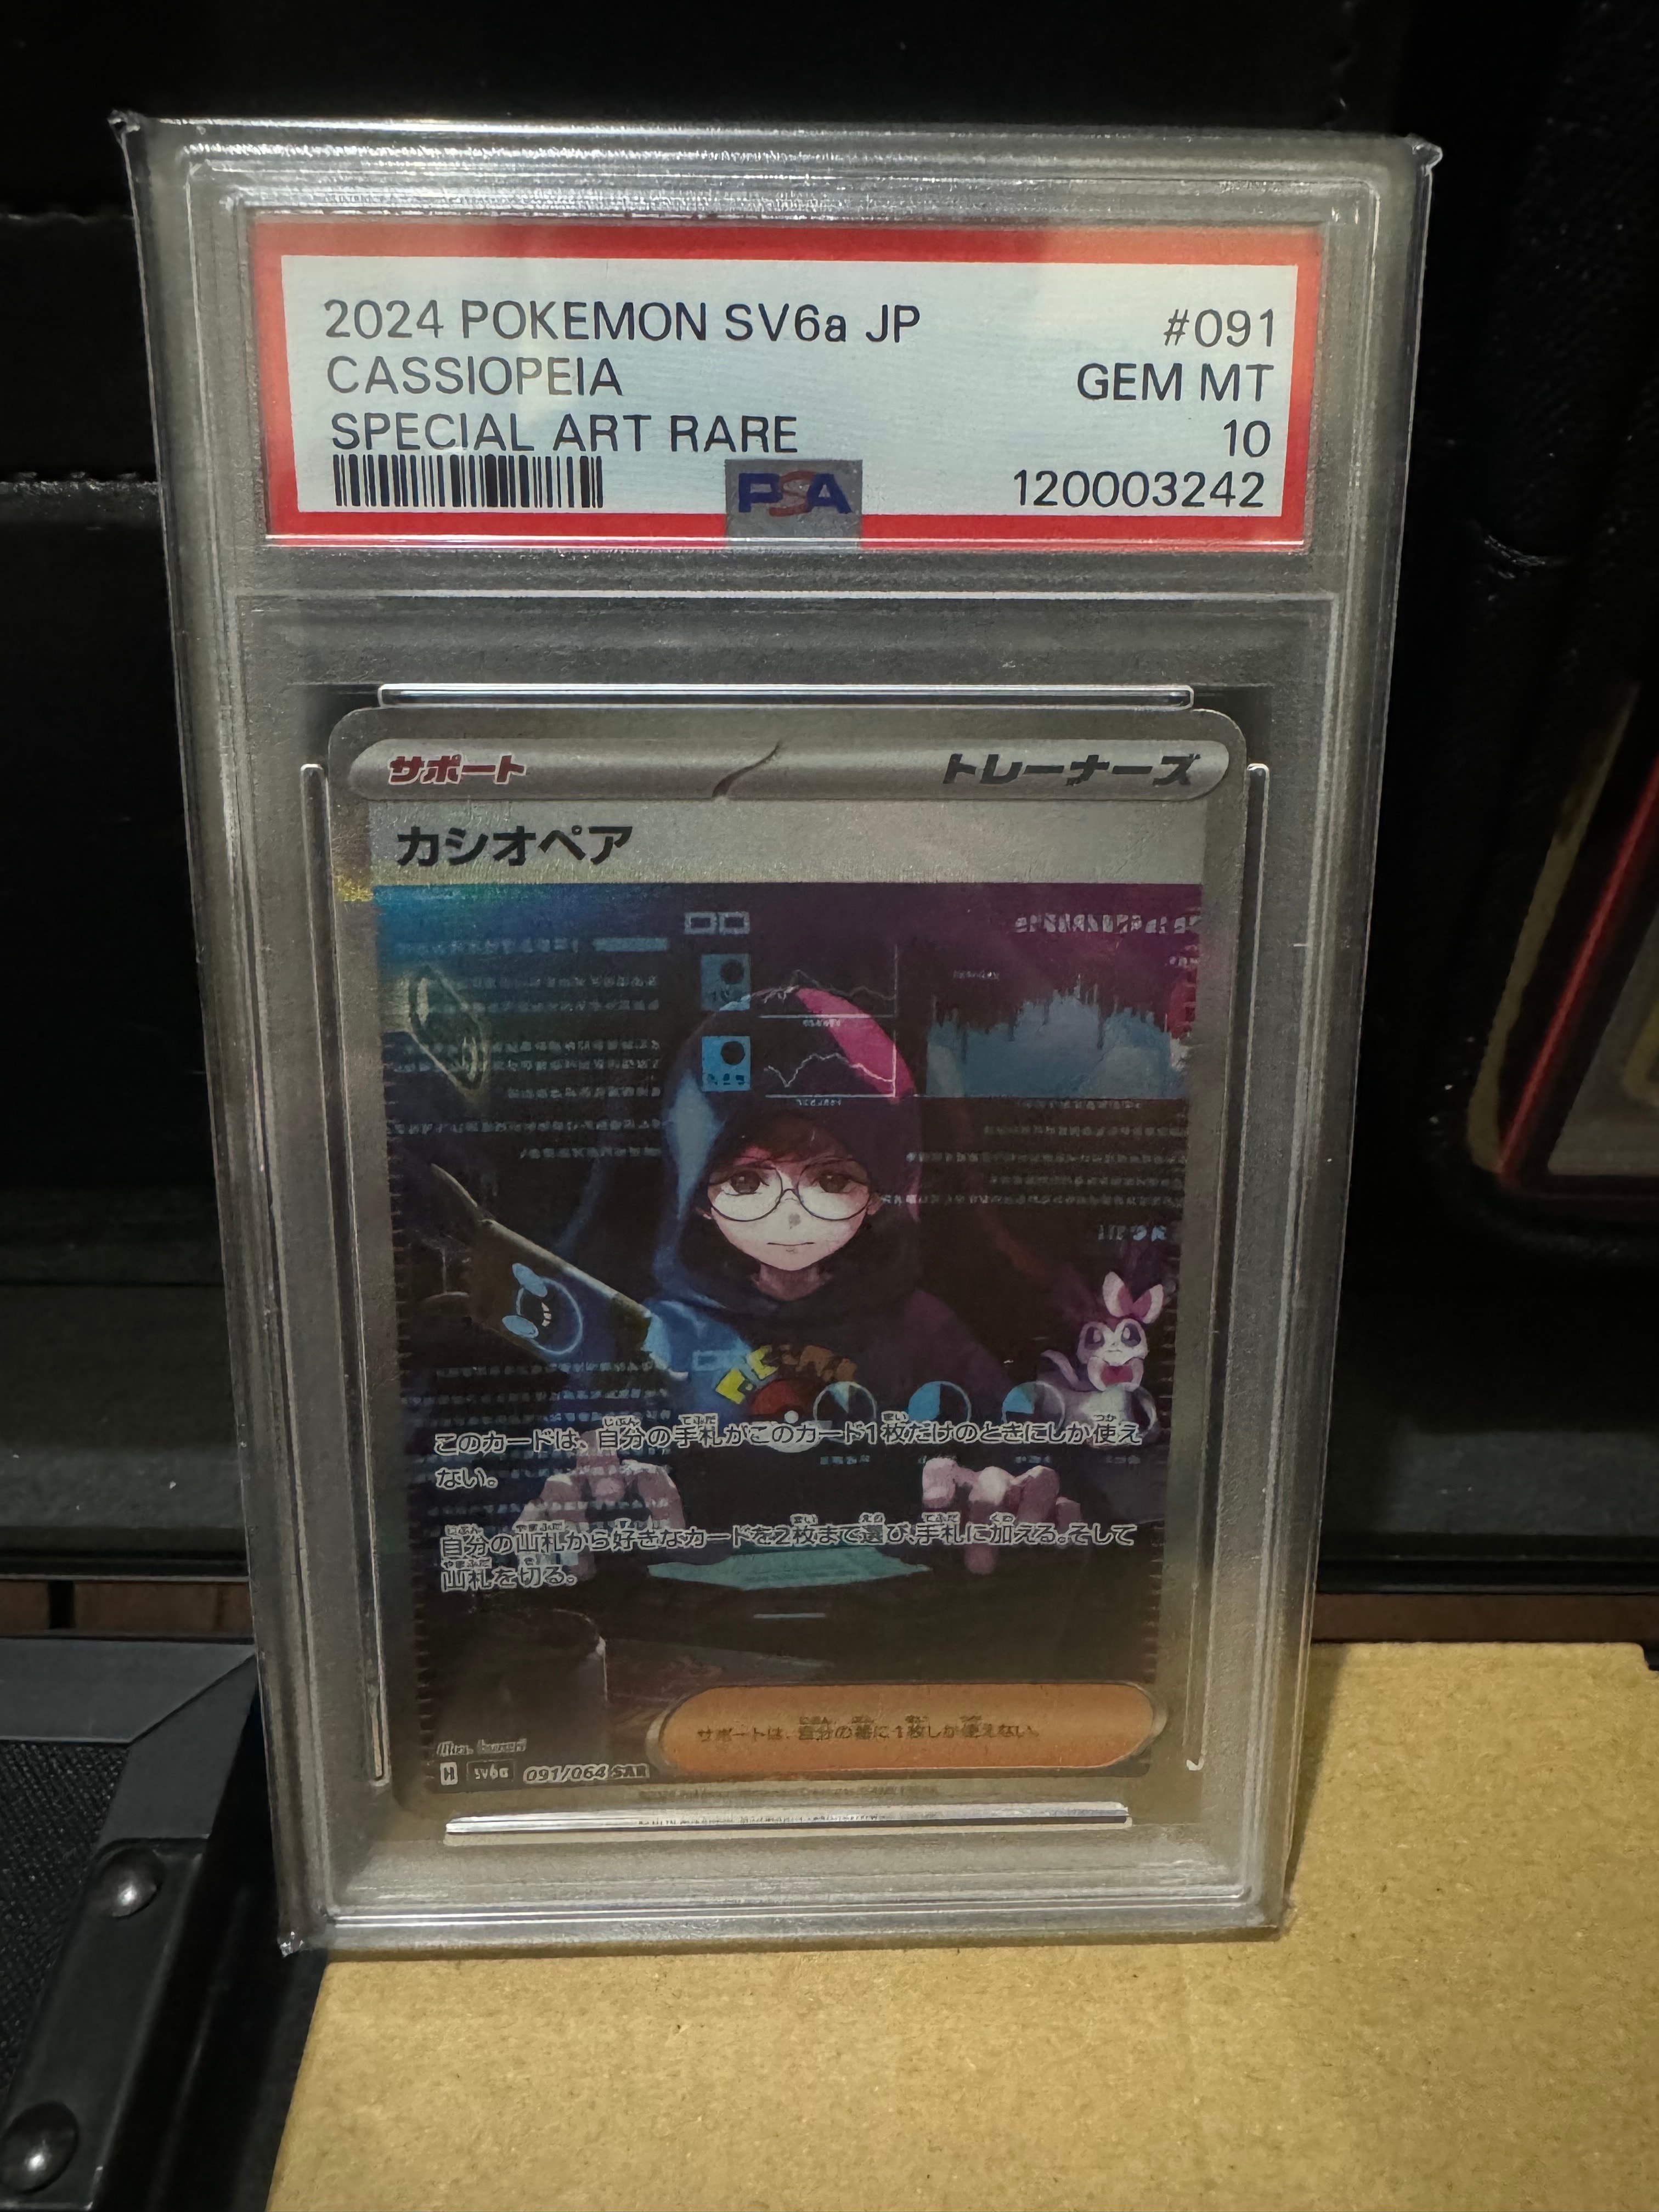 2024 POKEMON SV6a JP #091
CASSIOPEIA GEM MT
SPECIAL ART RARE 10
PSA 120003242
サポート トレーナーズ
カシオペア
このカードは、自分の手札がこのカード1枚だけのときにしか使え
ない。
自分の山札から好きなカードを2枚まで選び、手札に加える。そして
山札を切る。
サポートは、自分の番に1枚しか使えない。
Illus.
H SV6a 091/064 SAR